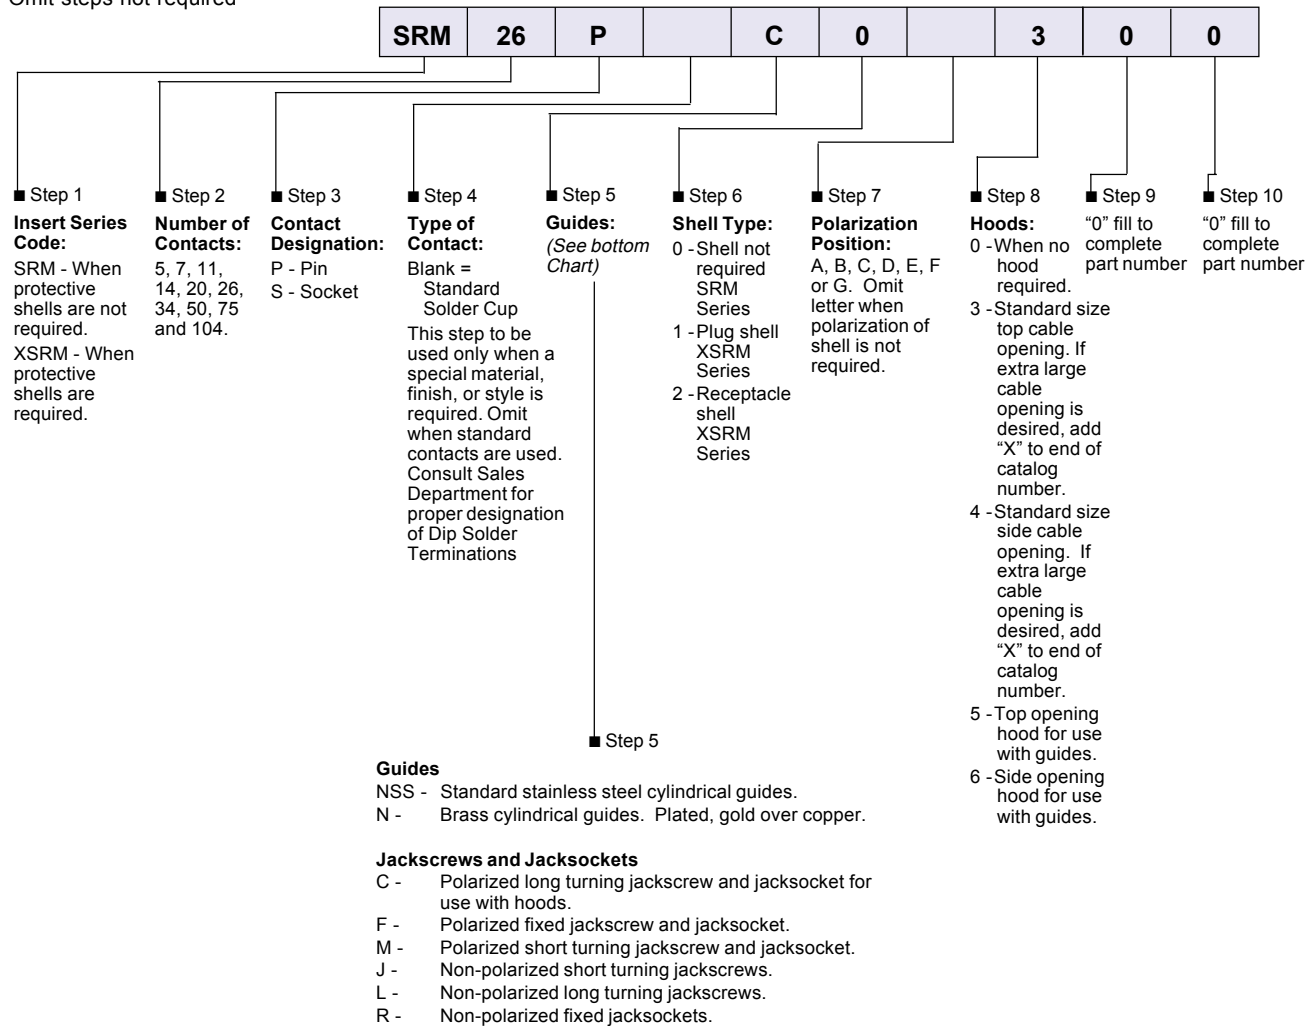 Omit steps not required
SRM 26 P C 0 3 0 0
■ Step 1
Insert Series
Code:
SRM - When
protective
shells are not
required.
XSRM - When
protective
shells are
required.
■ Step 2
Number of
Contacts:
5, 7, 11,
14, 20, 26,
34, 50, 75
and 104.
■ Step 3
Contact
Designation:
P - Pin
S - Socket
■ Step 4
Type of
Contact:
Blank =
Standard
Solder Cup
This step to be
used only when a
special material,
finish, or style is
required. Omit
when standard
contacts are used.
Consult Sales
Department for
proper designation
of Dip Solder
Terminations
■ Step 5
Guides:
(See bottom
Chart)
■ Step 6
Shell Type:
0 - Shell not
required
SRM
Series
1 - Plug shell
XSRM
Series
2 - Receptacle
shell
XSRM
Series
■ Step 7
Polarization
Position:
A, B, C, D, E, F
or G. Omit
letter when
polarization of
shell is not
required.
■ Step 8
Hoods:
0 - When no
hood
required.
3 - Standard size
top cable
opening. If
extra large
cable
opening is
desired, add
“X” to end of
catalog
number.
4 - Standard size
side cable
opening. If
extra large
cable
opening is
desired, add
“X” to end of
catalog
number.
5 - Top opening
hood for use
with guides.
6 - Side opening
hood for use
with guides.
■ Step 9
“0” fill to
complete
part number
■ Step 10
“0” fill to
complete
part number
■ Step 5
Guides
NSS - Standard stainless steel cylindrical guides.
N - Brass cylindrical guides. Plated, gold over copper.
Jackscrews and Jacksockets
C - Polarized long turning jackscrew and jacksocket for
use with hoods.
F - Polarized fixed jackscrew and jacksocket.
M - Polarized short turning jackscrew and jacksocket.
J - Non-polarized short turning jackscrews.
L - Non-polarized long turning jackscrews.
R - Non-polarized fixed jacksockets.